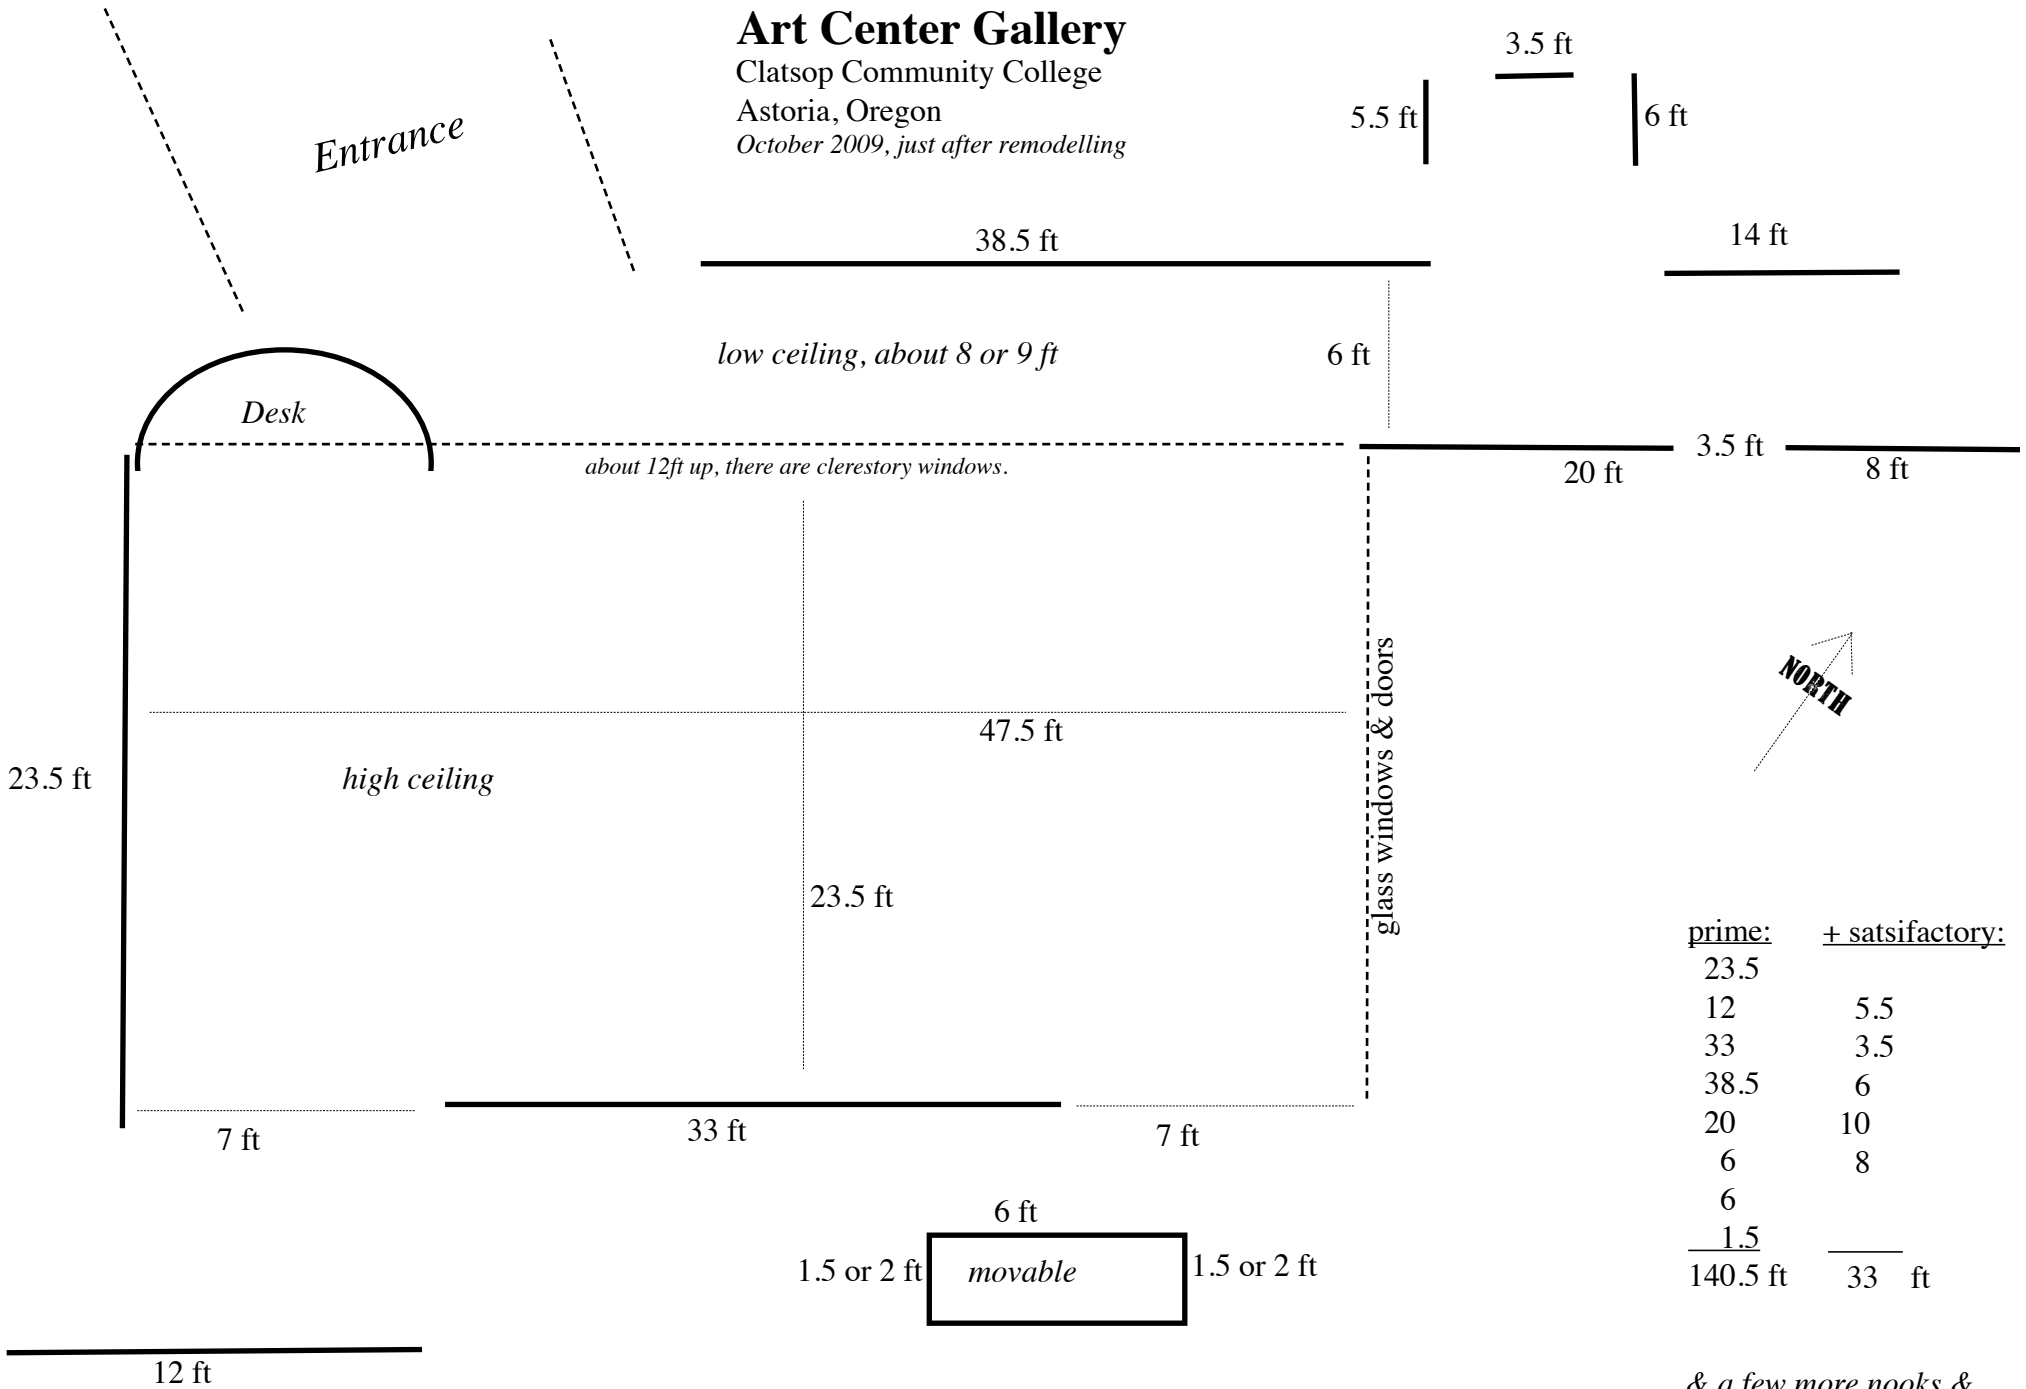 Art Center Gallery
Clatsop Community College
Astoria, Oregon
October 2009, just after remodelling
Entrance
3.5 ft
5.5 ft
6 ft
38.5 ft
14 ft
low ceiling, about 8 or 9 ft
6 ft
Desk
about 12ft up, there are clerestory windows.
3.5 ft
20 ft
8 ft
glass windows & doors
NORTH
47.5 ft
23.5 ft
high ceiling
23.5 ft
7 ft
33 ft
7 ft
6 ft
1.5 or 2 ft
movable
1.5 or 2 ft
12 ft
prime: + satsifactory:
23.5
12 5.5
33 3.5
38.5 6
20 10
6 8
6
1.5
140.5 ft 33 ft
& a few more nooks &